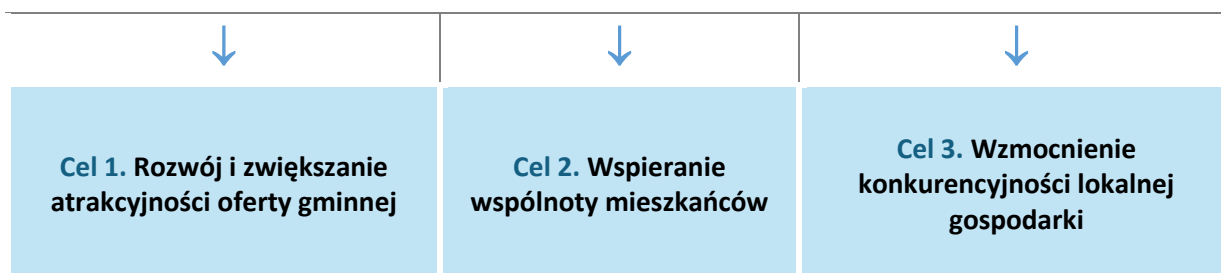 Cel 1. Rozwój i zwiększanie
atrakcyjności oferty gminnej
Cel 2. Wspieranie
wspólnoty mieszkańców
Cel 3. Wzmocnienie
konkurencyjności lokalnej
gospodarki